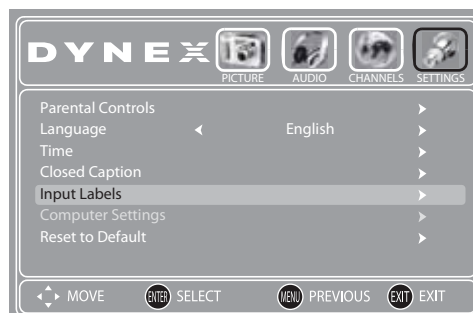 DYNEX
PICTURE AUDIO CHANNELS SETTINGS
Parental Controls
Language English
Time
Closed Caption
Input Labels
Computer Settings
Reset to Default
MOVE ENTER SELECT MENU PREVIOUS EXIT EXIT